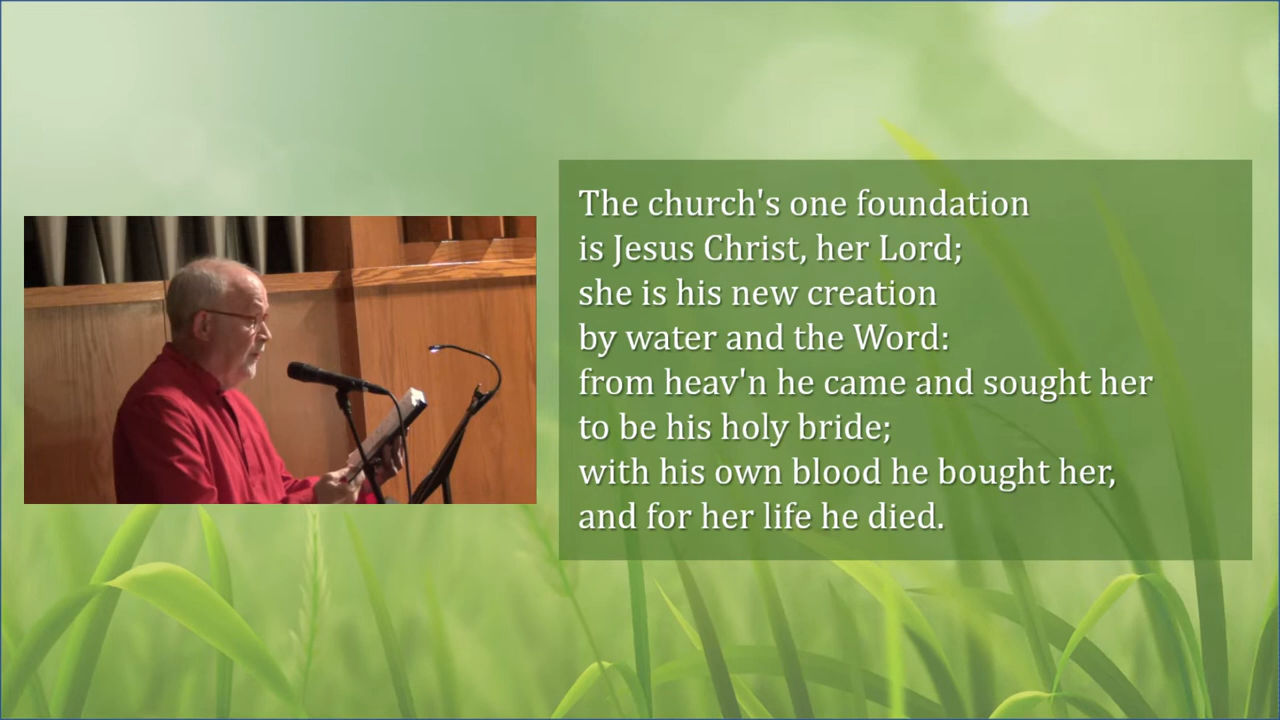 The church's one foundation
is Jesus Christ, her Lord;
she is his new creation
by water and the Word:
from heav'n he came and sought her
to be his holy bride;
with his own blood he bought her,
and for her life he died.